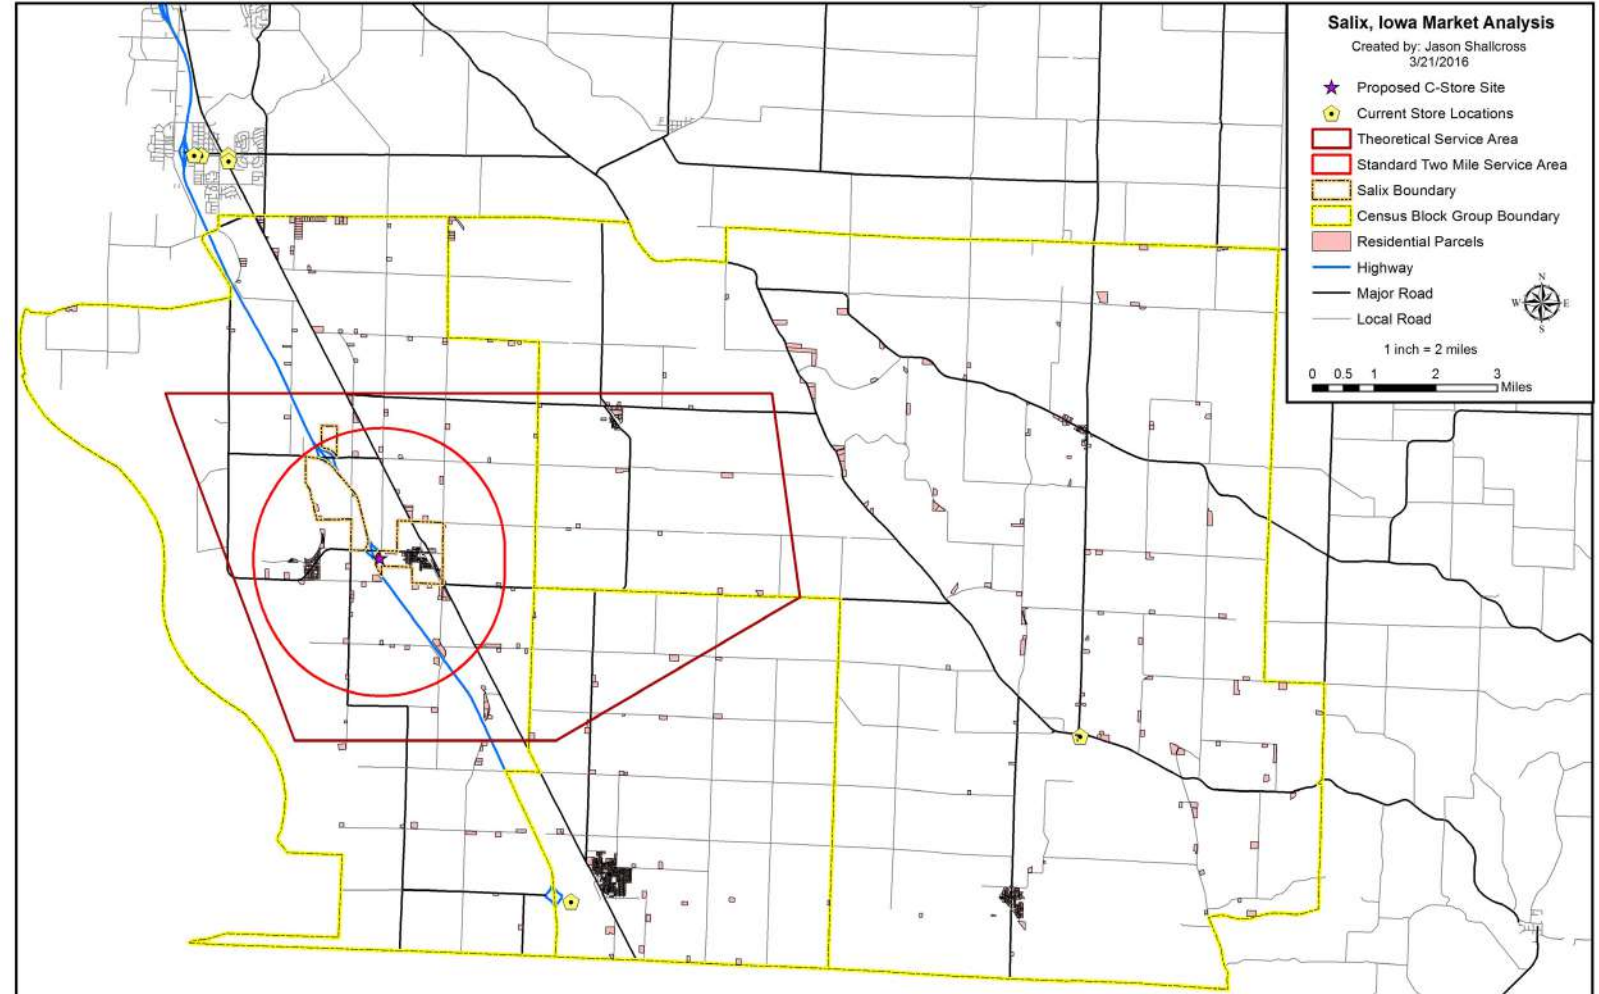 Salix, Iowa Market Analysis
Created by: Jason Shallcross
3/21/2016
Proposed C-Store Site
Current Store Locations
Theoretical Service Area
Standard Two Mile Service Area
Salix Boundary
Census Block Group Boundary
Residential Parcels
Highway
Major Road
Local Road
N
W E
S
1 inch = 2 miles
0 0.5 1 2 3
Miles